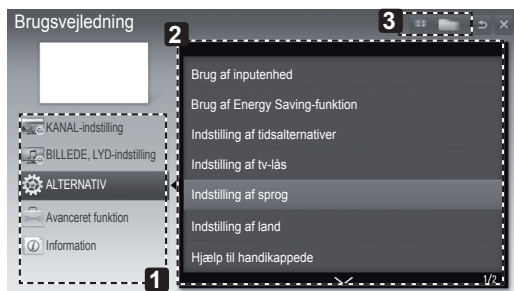 Brugsvejledning
2
3
KANAL-indstilling
BILLEDE, LYD-indstilling
ALTERNATIV
Avanceret funktion
Information
1
Brug af inputenhed
Brug af Energy Saving-funktion
Indstilling af tidsalternativer
Indstilling af tv-lås
Indstilling af sprog
Indstilling af land
Hjælp til handikappede
1/2